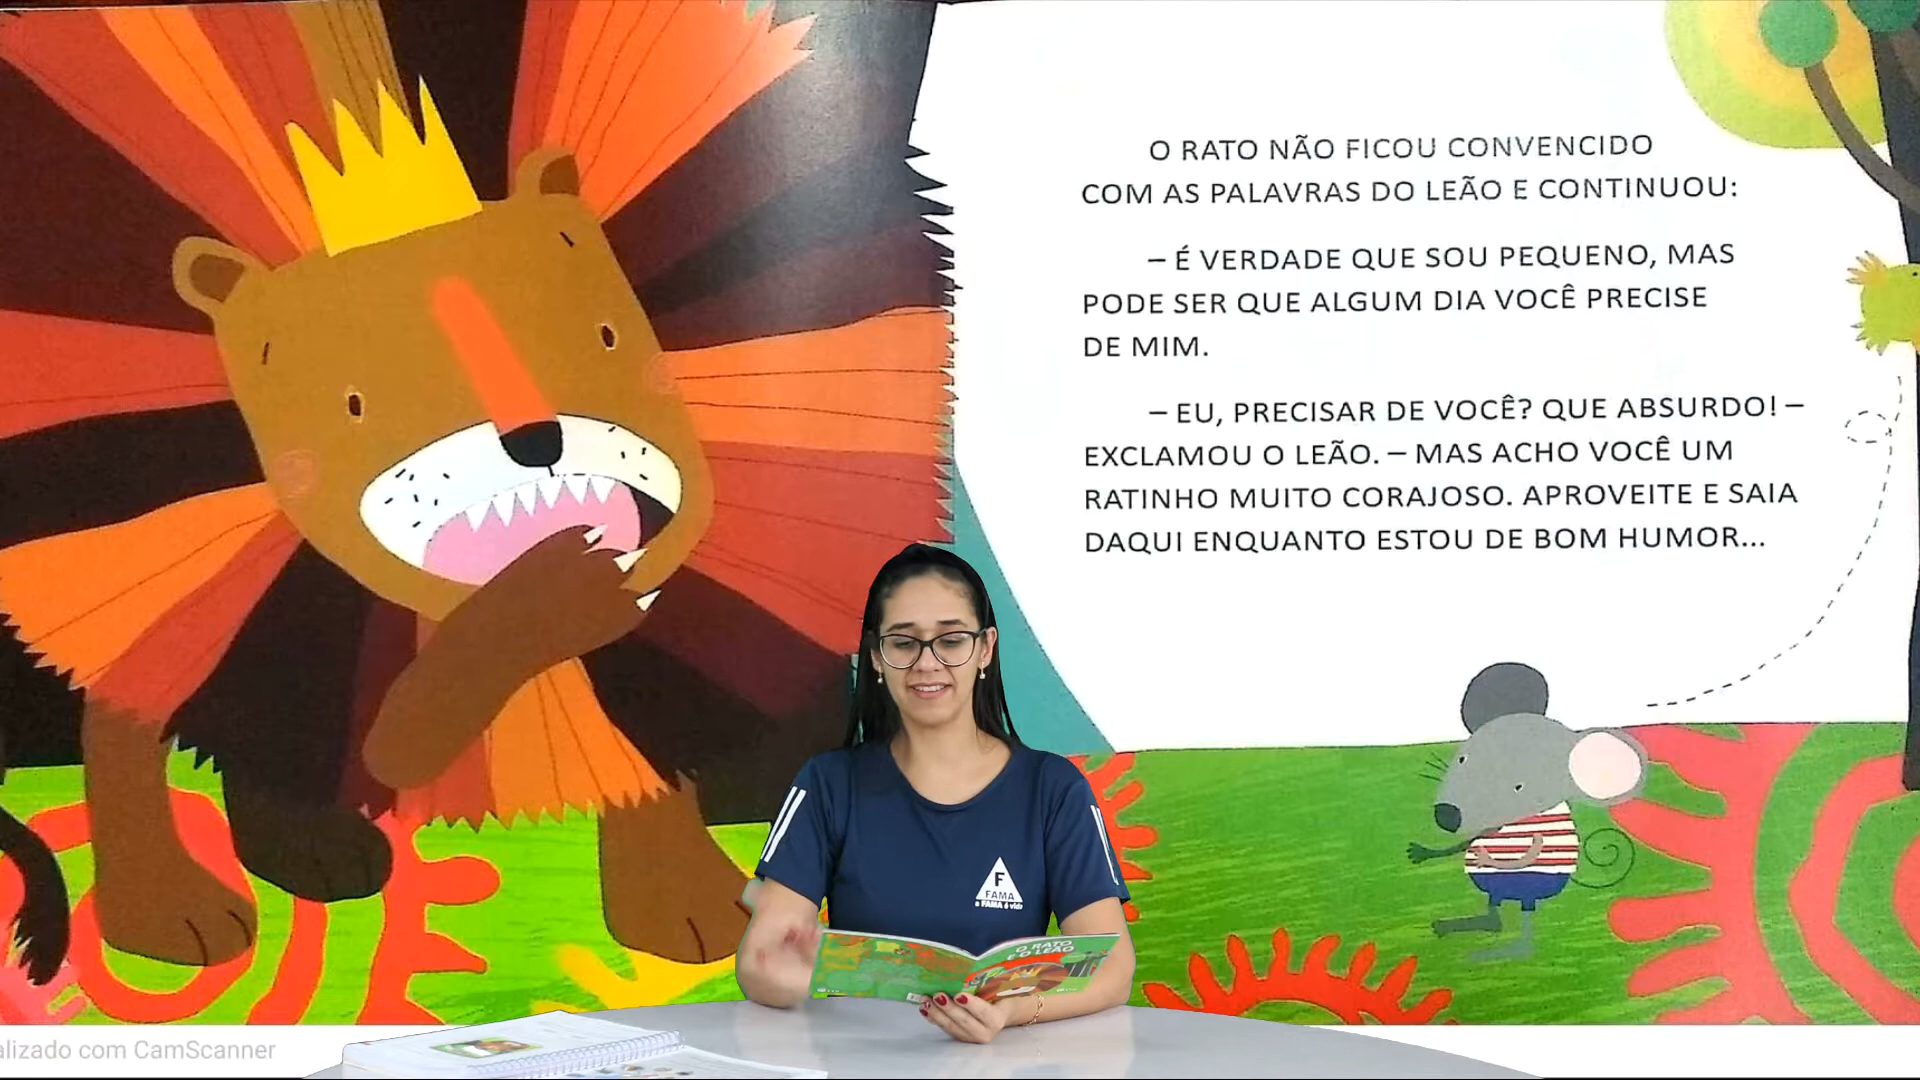 O RATO NÃO FICOU CONVENCIDO
COM AS PALAVRAS DO LEÃO E CONTINUOU:
– É VERDADE QUE SOU PEQUENO, MAS
PODE SER QUE ALGUM DIA VOCÊ PRECISE
DE MIM.
– EU, PRECISAR DE VOCÊ? QUE ABSURDO! –
EXCLAMOU O LEÃO. – MAS ACHO VOCÊ UM
RATINHO MUITO CORAJOSO. APROVEITE E SAIA
DAQUI ENQUANTO ESTOU DE BOM HUMOR...
F
FAMA
a FAMA é vida
O RATO
E O LEÃO
alizado com CamScanner